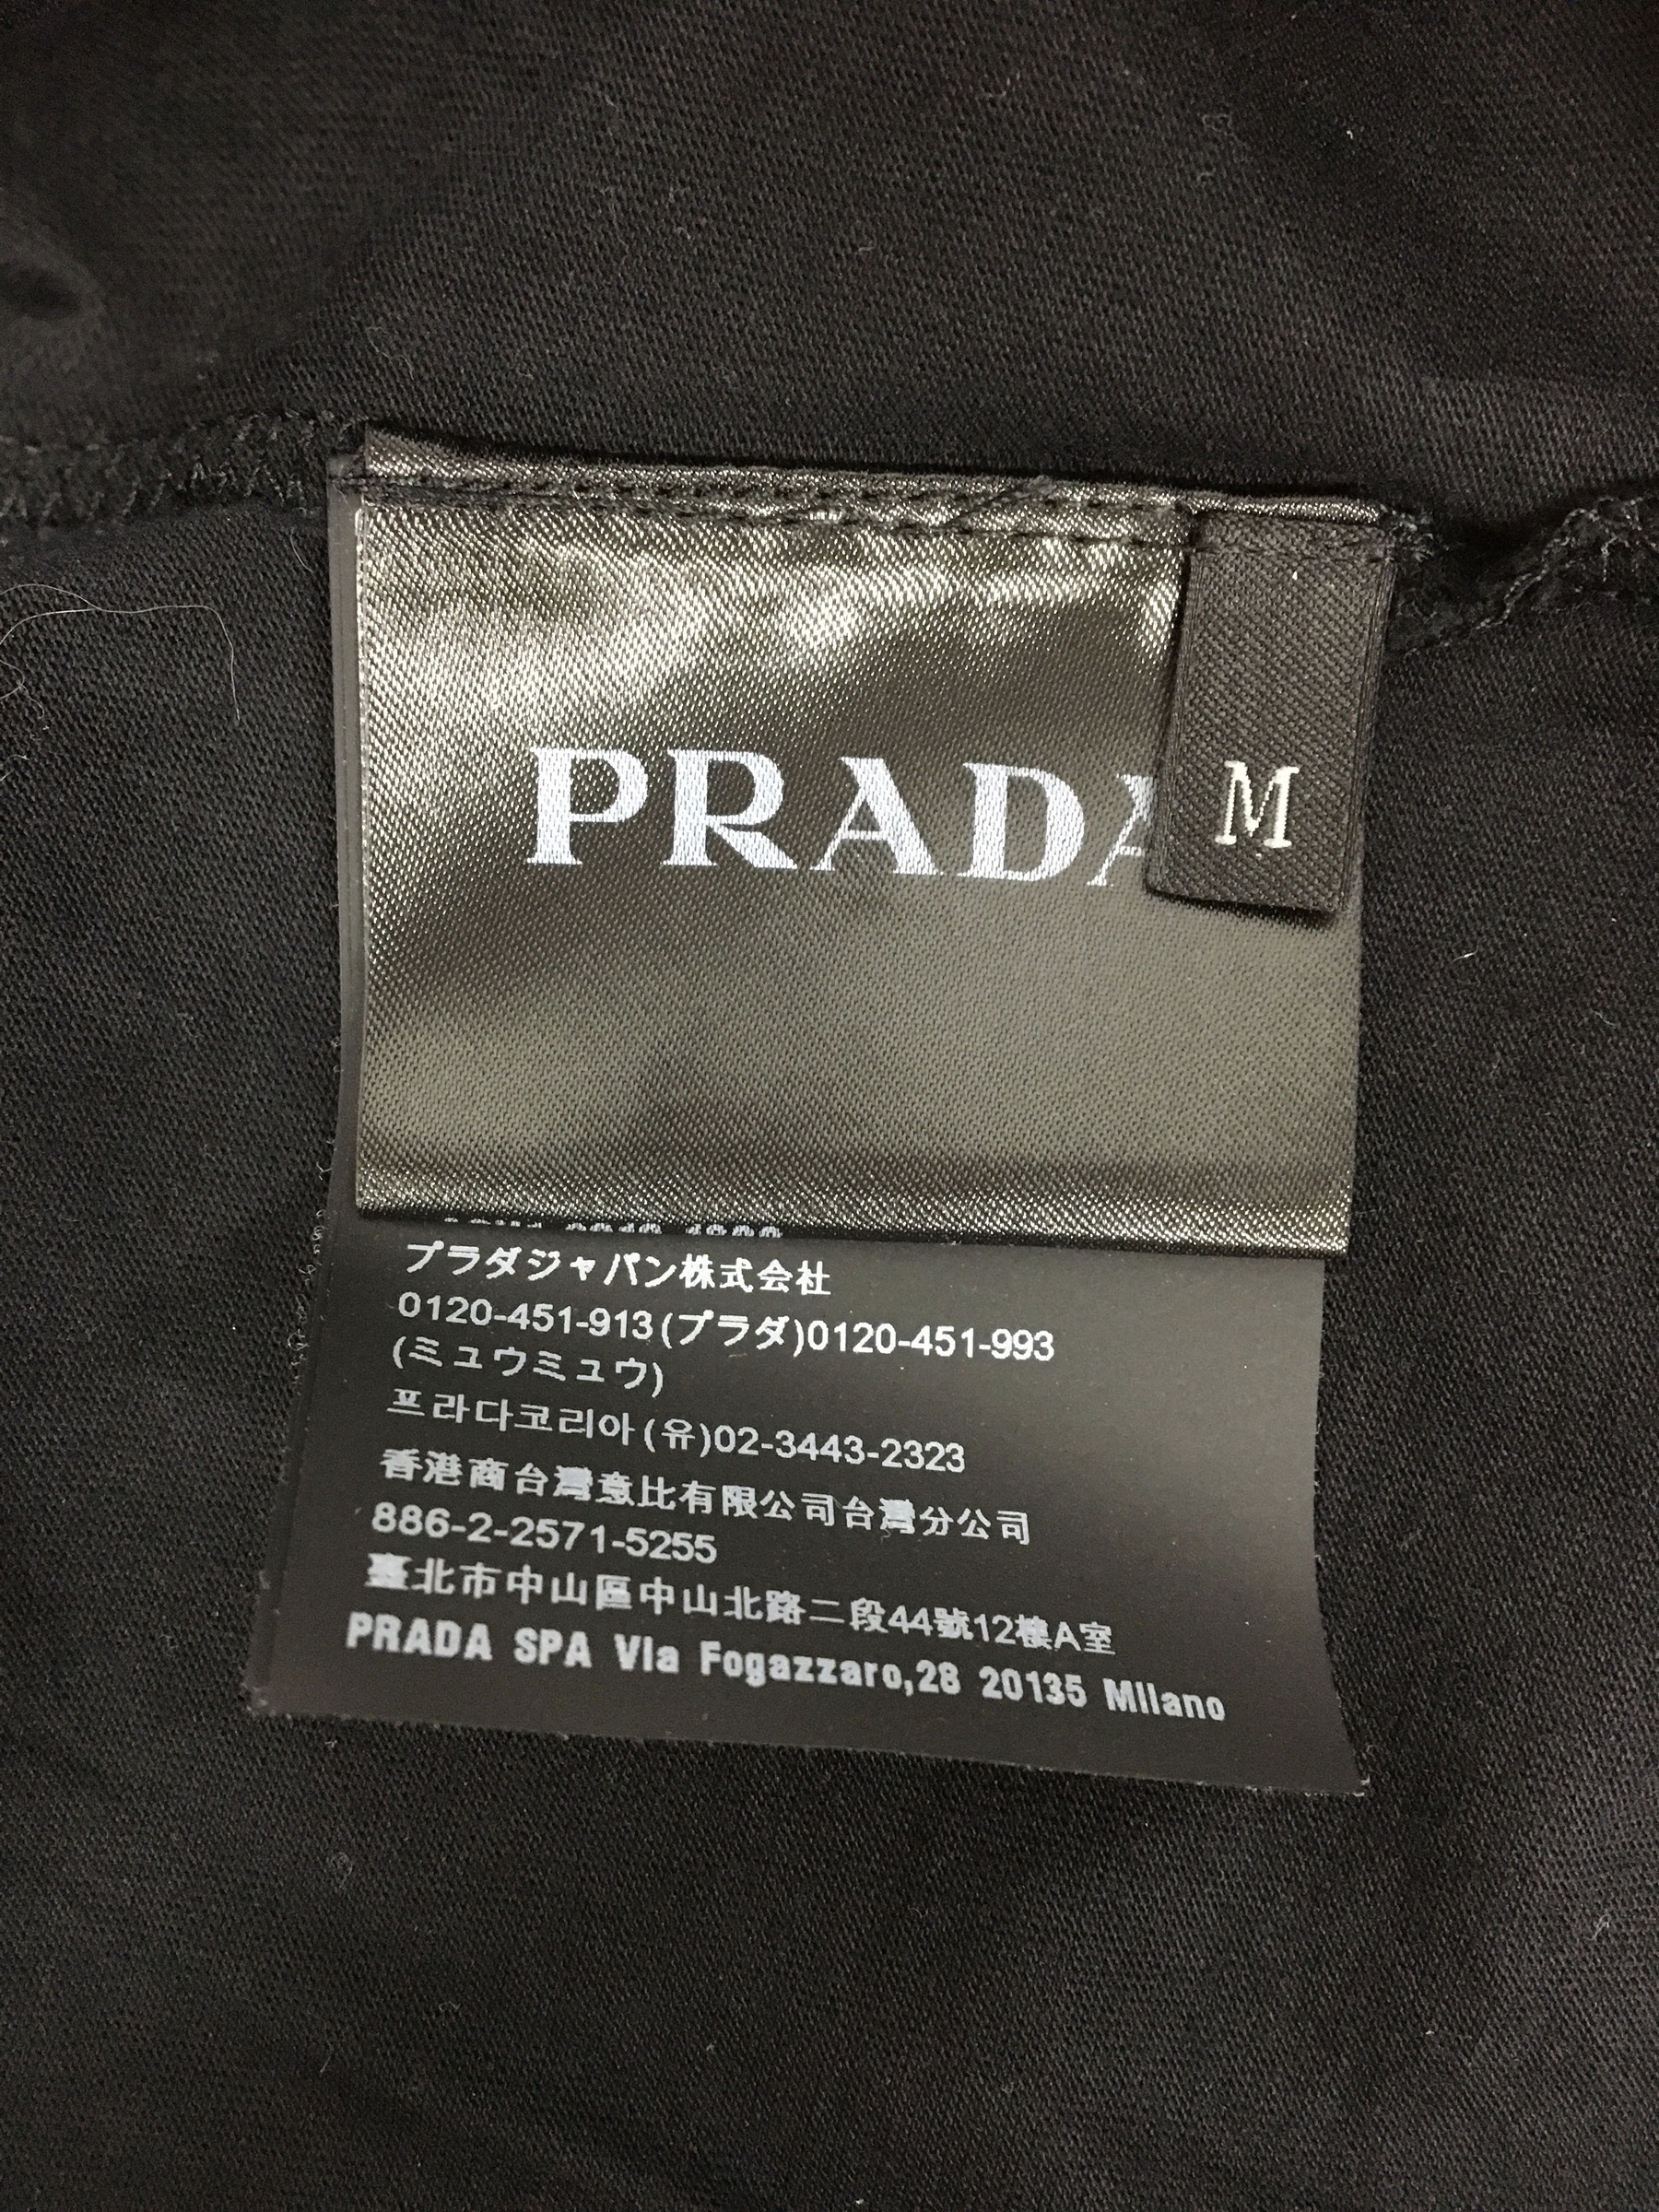 PRADA
M
プラダジャパン株式会社
0120-451-913(プラダ)0120-451-993
(ミュウミュウ)
프라다코리아(유)02-3443-2323
香港商台灣意比有限公司台灣分公司
886-2-2571-5255
臺北市中山區中山北路二段44號12樓A室
PRADA SPA Via Fogazzaro,28 20135 Milano